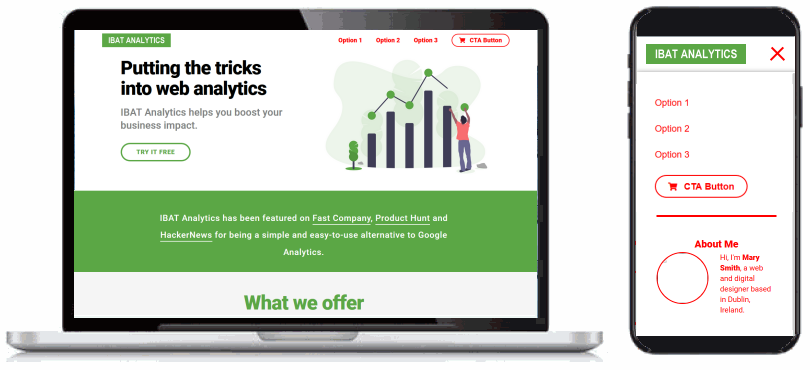 IBAT ANALYTICS
Option 1 Option 2 Option 3 CTA Button
Putting the tricks
into web analytics
IBAT Analytics helps you boost your
business impact.
TRY IT FREE
IBAT Analytics has been featured on Fast Company, Product Hunt and
HackerNews for being a simple and easy-to-use alternative to Google
Analytics.
What we offer
IBAT ANALYTICS
Option 1
Option 2
Option 3
CTA Button
About Me
Hi, I'm Mary
Smith, a web
and digital
designer based
in Dublin,
Ireland.